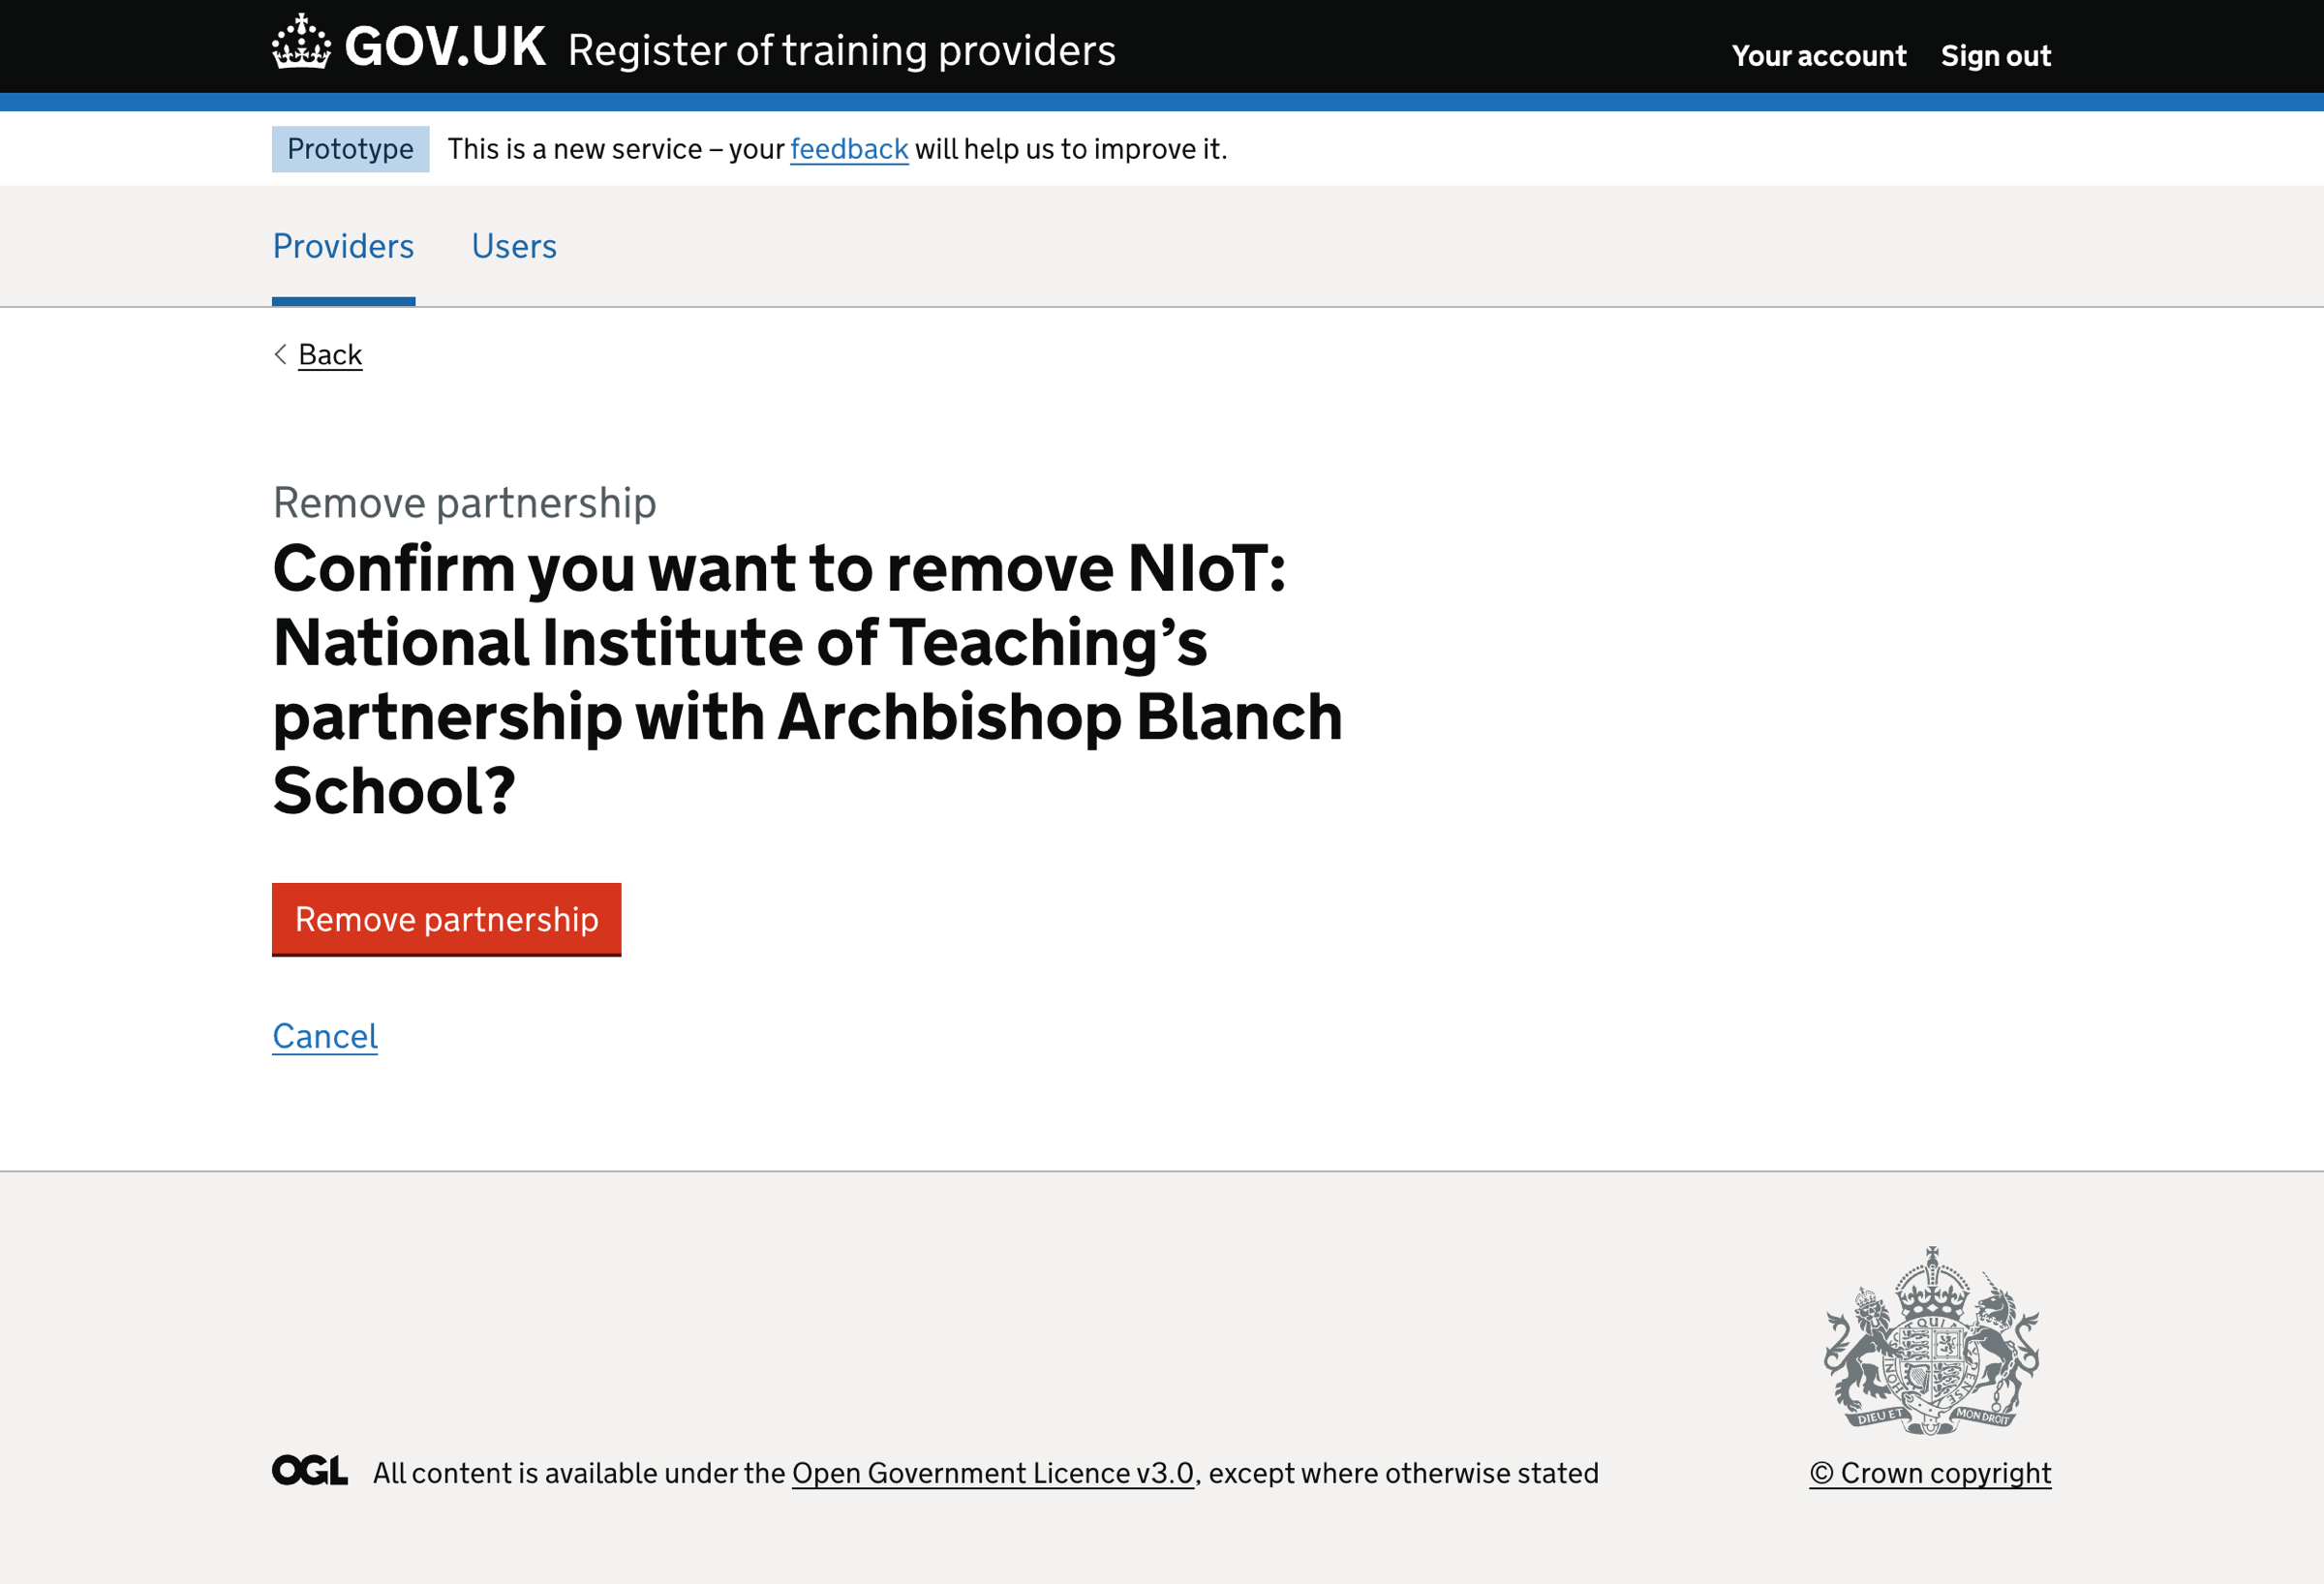 GOV.UK Register of training providers Your account Sign out
Prototype This is a new service – your feedback will help us to improve it.
Providers Users
Back
Remove partnership
Confirm you want to remove NIoT:
National Institute of Teaching’s
partnership with Archbishop Blanch
School?
Remove partnership
Cancel
DIEU ET MON DROIT
OGL All content is available under the Open Government Licence v3.0, except where otherwise stated
© Crown copyright